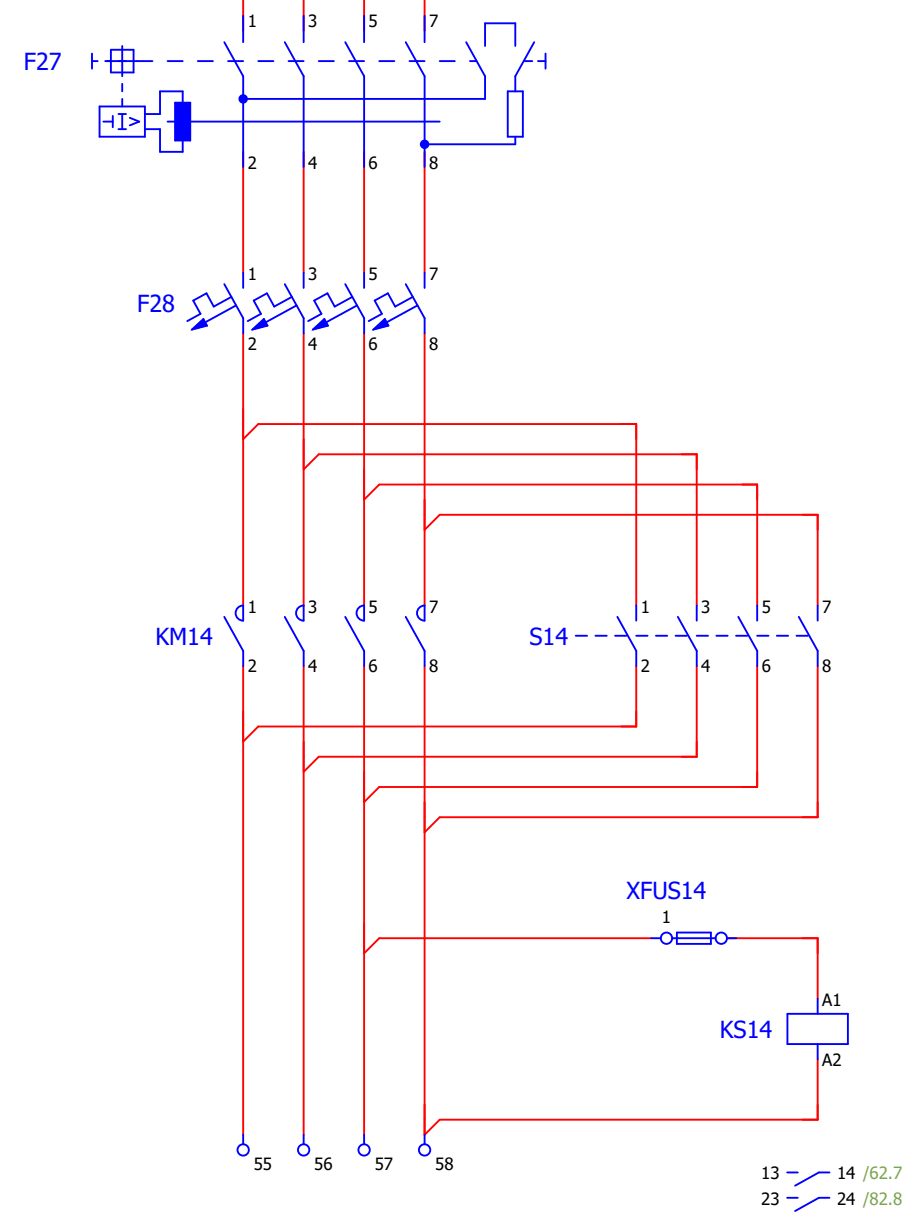 1 3 5 7
F27
I>
2 4 6 8
1 3 5 7
F28
2 4 6 8
1 3 5 7 1 3 5 7
KM14 S14
2 4 6 8 2 4 6 8
XFUS14
1
A1
KS14
A2
55 56 57 58
13 14 /62.7
23 24 /82.8